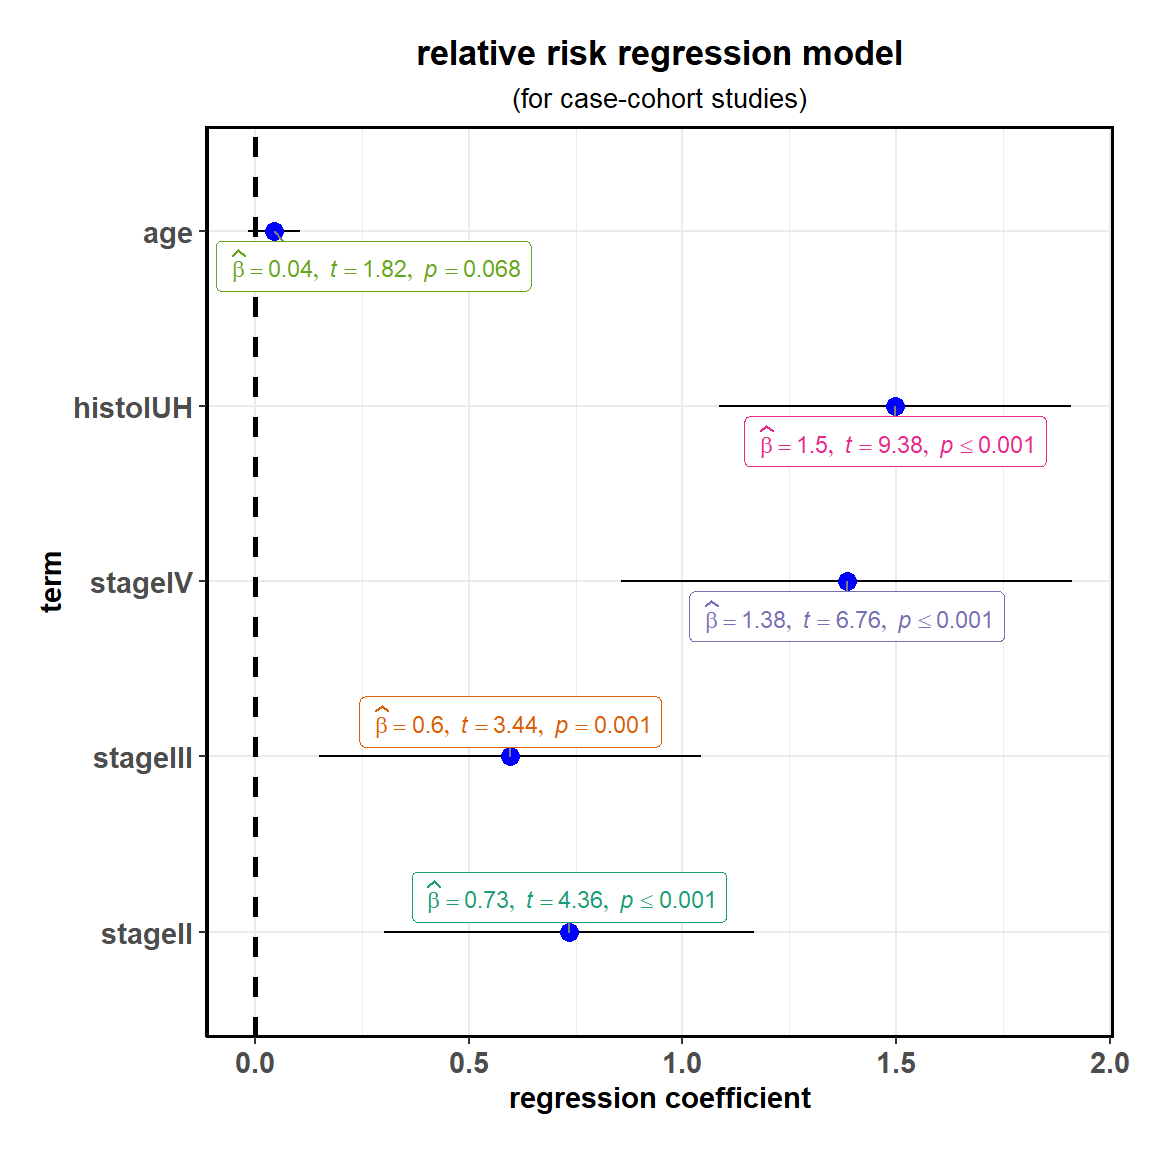 relative risk regression model
(for case-cohort studies)
age
β̂ = 0.04, t = 1.82, p = 0.068
histolUH
β̂ = 1.5, t = 9.38, p ≤ 0.001
stageIV
β̂ = 1.38, t = 6.76, p ≤ 0.001
term
β̂ = 0.6, t = 3.44, p = 0.001
stageIII
β̂ = 0.73, t = 4.36, p ≤ 0.001
stageII
0.0 0.5 1.0 1.5 2.0
regression coefficient